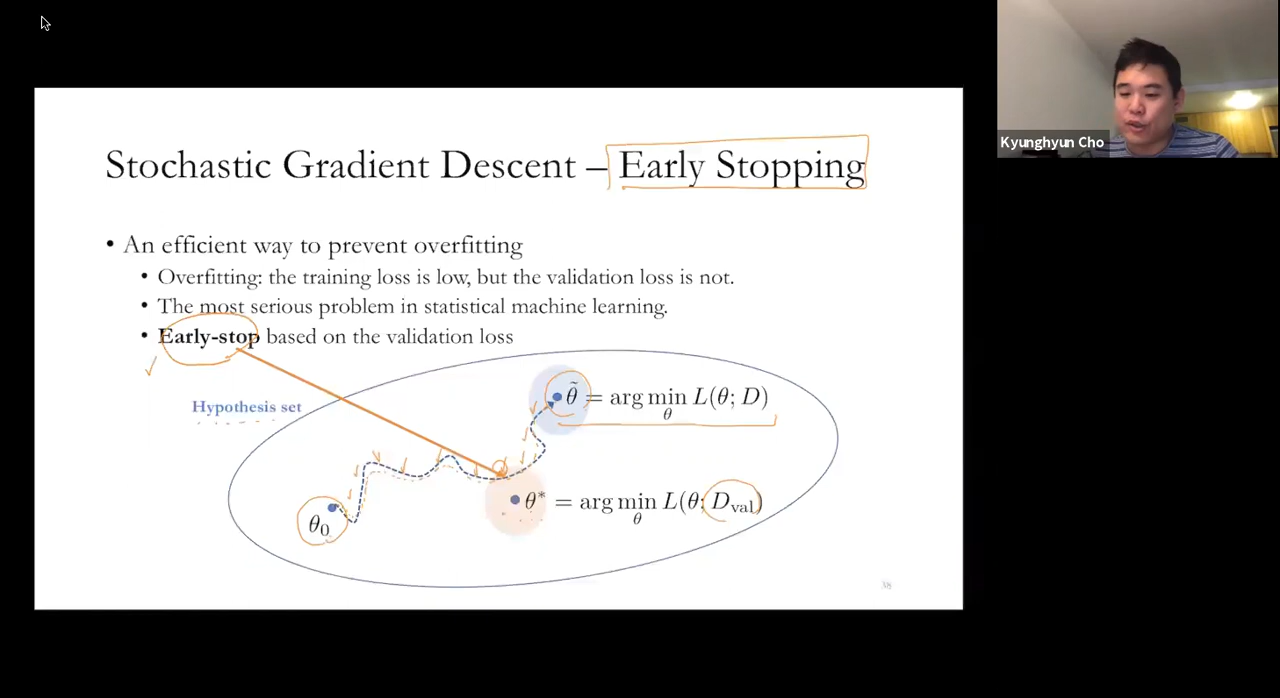 Kyunghyun Cho
Stochastic Gradient Descent – Early Stopping
• An efficient way to prevent overfitting
• Overfitting: the training loss is low, but the validation loss is not.
• The most serious problem in statistical machine learning.
• Early-stop based on the validation loss
Hypothesis set
θ̃ = arg min_θ L(θ; D)
θ* = arg min_θ L(θ; D_val)
θ₀